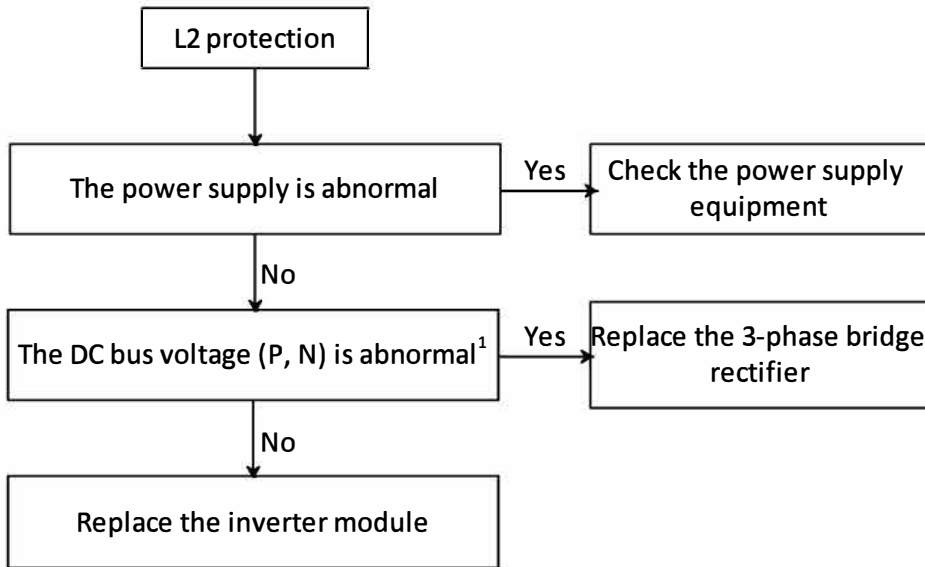 L2 protection
The power supply is abnormal
Yes
Check the power supply
equipment
No
The DC bus voltage (P, N) is abnormal¹
Yes
Replace the 3-phase bridge
rectifier
No
Replace the inverter module